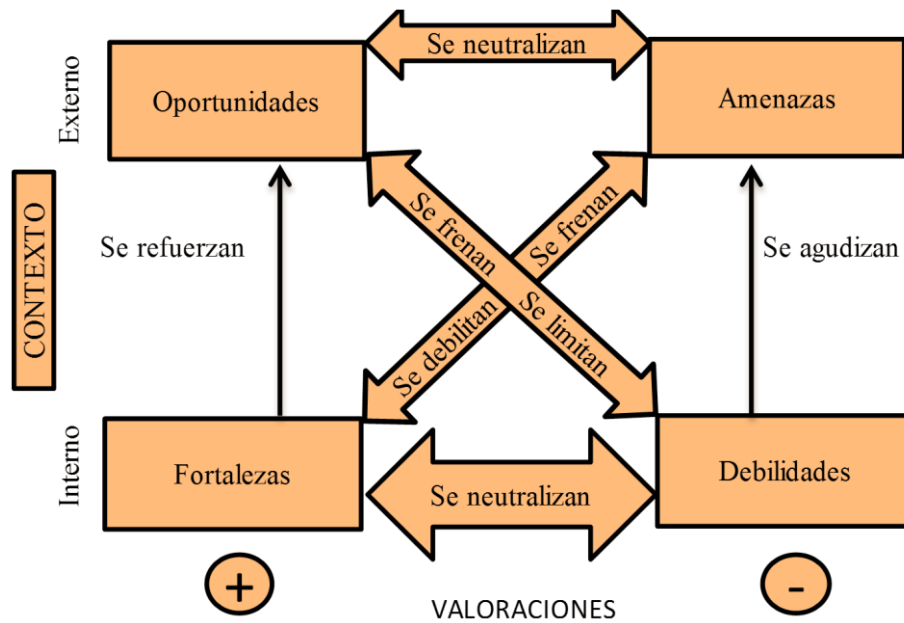 Se neutralizan
Externo
Oportunidades
Amenazas
CONTEXTO
Se refuerzan
Se frenan
Se frenan
Se agudizan
Se debilitan
Se limitan
Interno
Fortalezas
Se neutralizan
Debilidades
+
-
VALORACIONES